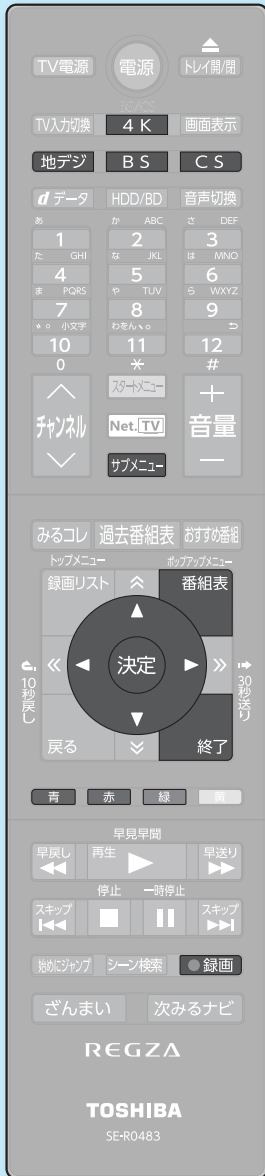 TV電源 電源 トレイ開/閉
TV入力切換 4K 画面表示
地デジ BS CS
dデータ HDD/BD 音声切換
あ か ABC さ DEF
1 2 3
た GHI な JKL は MNO
4 5 6
ま PQRS や TUV ら WXYZ
7 8 9
゛゜ 小文字 わをん、。
10 11 12
0 ＊ #
スタートメニュー
チャンネル Net.TV 音量
サブメニュー
みるコレ 過去番組表 おすすめ番組
トップメニュー ポップアップメニュー
録画リスト 番組表
10秒戻し 決定 30秒送り
戻る 終了
青 赤 緑 黄
早見早聞
早戻し 再生 早送り
停止 一時停止
スキップ スキップ
始めにジャンプ シーン検索 録画
ざんまい 次みるナビ
REGZA
TOSHIBA
SE-R0483